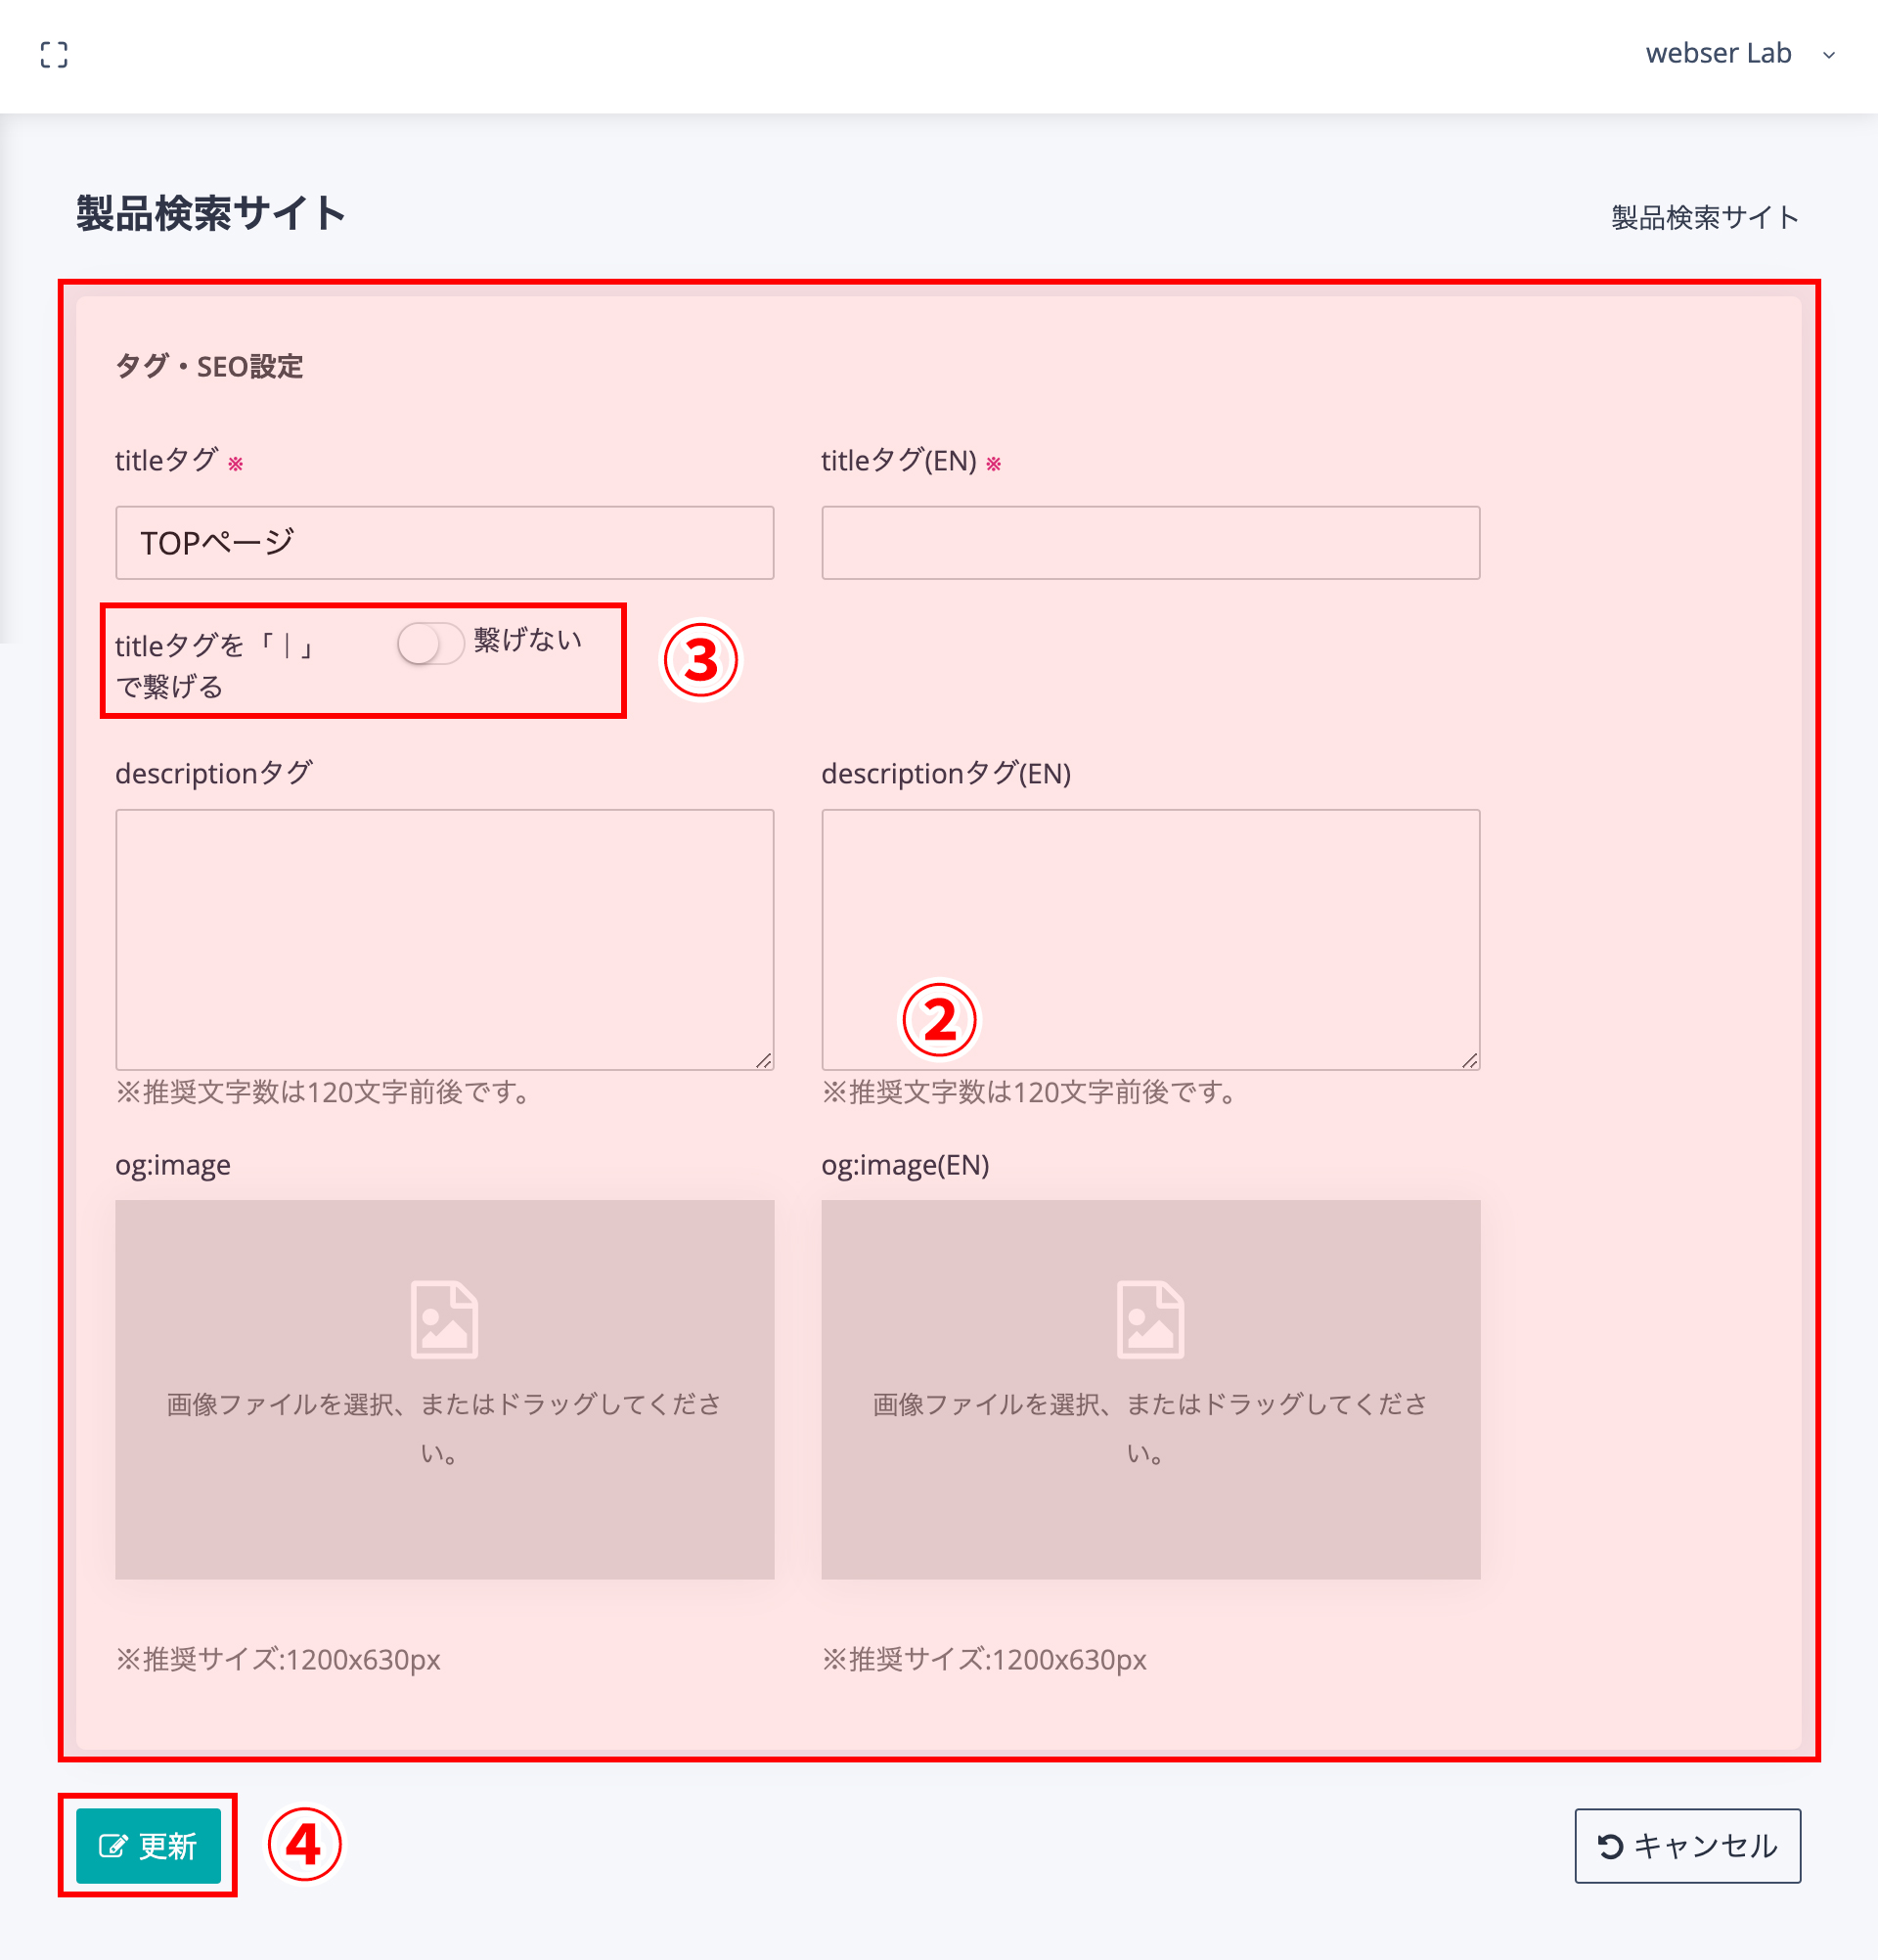 webser Lab
製品検索サイト
製品検索サイト
タグ・SEO設定
titleタグ ※
titleタグ(EN) ※
TOPページ
titleタグを「｜」
で繋げる
繋げない
③
descriptionタグ
descriptionタグ(EN)
②
※推奨文字数は120文字前後です。
※推奨文字数は120文字前後です。
og:image
og:image(EN)
画像ファイルを選択、またはドラッグしてくださ
い。
画像ファイルを選択、またはドラッグしてくださ
い。
※推奨サイズ:1200x630px
※推奨サイズ:1200x630px
更新
④
キャンセル